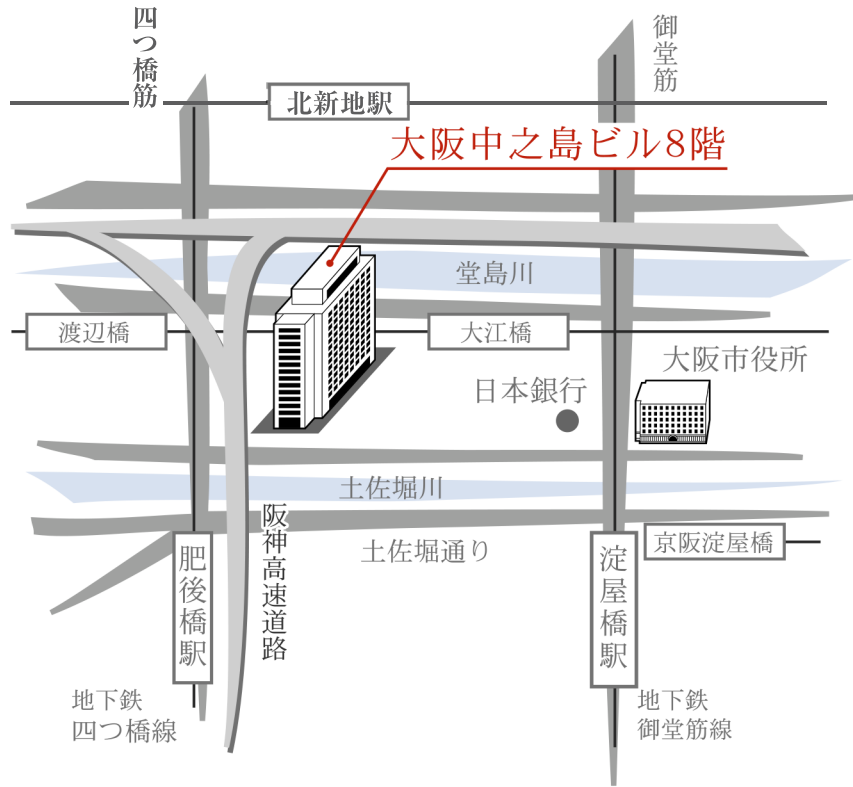 四つ橋筋
御堂筋
北新地駅
大阪中之島ビル8階
堂島川
渡辺橋
大江橋
大阪市役所
日本銀行
土佐堀川
阪神高速道路
土佐堀通り
京阪淀屋橋
肥後橋駅
淀屋橋駅
地下鉄
四つ橋線
地下鉄
御堂筋線